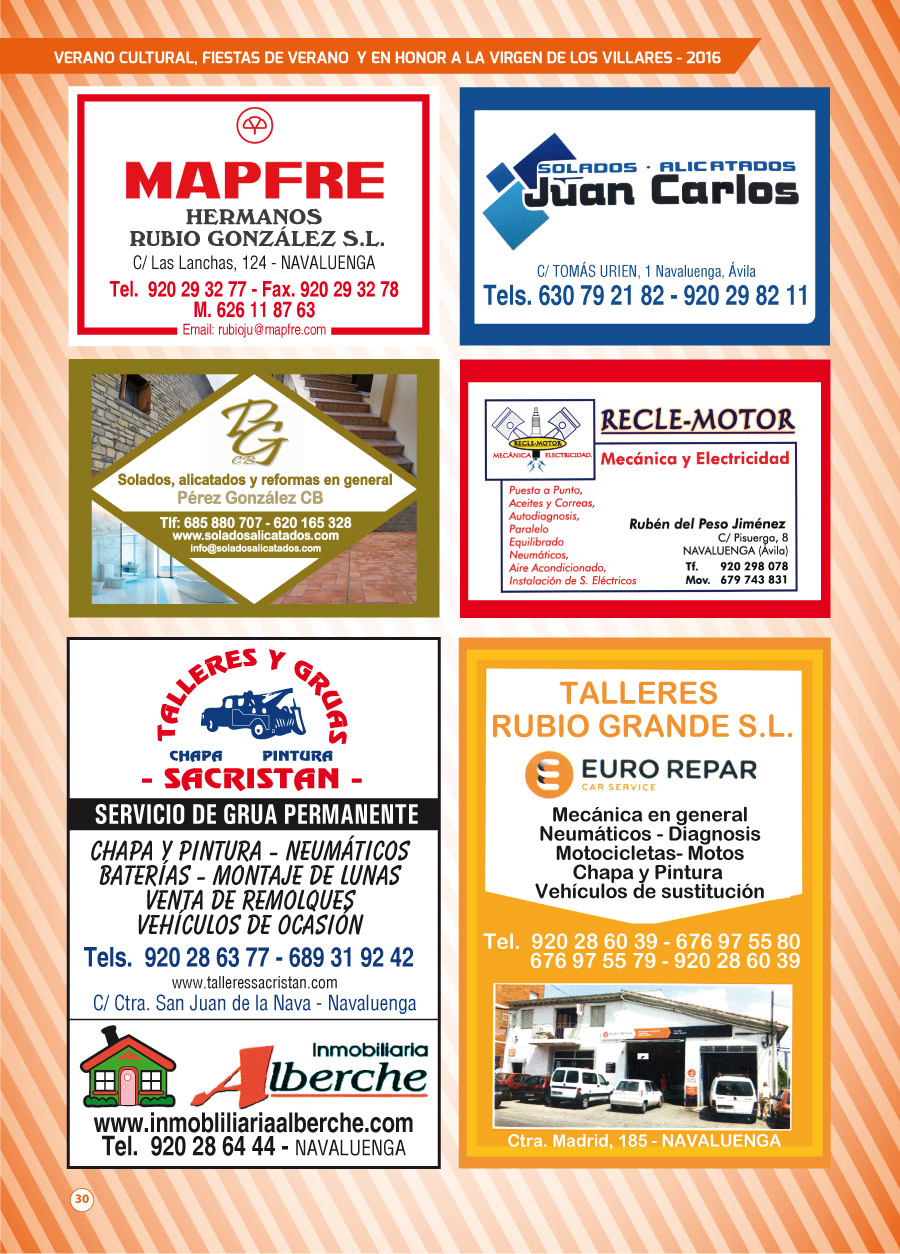 VERANO CULTURAL, FIESTAS DE VERANO Y EN HONOR A LA VIRGEN DE LOS VILLARES - 2016
MAPFRE
HERMANOS
RUBIO GONZÁLEZ S.L.
C/ Las Lanchas, 124 - NAVALUENGA
Tel. 920 29 32 77 - Fax. 920 29 32 78
M. 626 11 87 63
Email: rubioju@mapfre.com
SOLADOS - ALICATADOS
Juan Carlos
C/ TOMÁS URIEN, 1 Navaluenga, Ávila
Tels. 630 79 21 82 - 920 29 82 11
PG
CB
Solados, alicatados y reformas en general
Pérez González CB
Tlf: 685 880 707 - 620 165 328
www.soladosalicatados.com
info@soladosalicatados.com
RECLE-MOTOR
MECÁNICA ELECTRICIDAD.
RECLE-MOTOR
Mecánica y Electricidad
Puesta a Punto,
Aceites y Correas,
Autodiagnosis,
Paralelo
Equilibrado
Neumáticos,
Aire Acondicionado,
Instalación de S. Eléctricos
Rubén del Peso Jiménez
C/ Pisuerga, 8
NAVALUENGA (Ávila)
Tf. 920 298 078
Mov. 679 743 831
TALLERES Y GRUAS
CHAPA PINTURA
- SACRISTAN -
SERVICIO DE GRUA PERMANENTE
CHAPA Y PINTURA - NEUMÁTICOS
BATERÍAS - MONTAJE DE LUNAS
VENTA DE REMOLQUES
VEHÍCULOS DE OCASIÓN
Tels. 920 28 63 77 - 689 31 92 42
www.talleressacristan.com
C/ Ctra. San Juan de la Nava - Navaluenga
Inmobiliaria
Alberche
www.inmobliliariaalberche.com
Tel. 920 28 64 44 - NAVALUENGA
TALLERES
RUBIO GRANDE S.L.
EURO REPAR
CAR SERVICE
Mecánica en general
Neumáticos - Diagnosis
Motocicletas- Motos
Chapa y Pintura
Vehículos de sustitución
Tel. 920 28 60 39 - 676 97 55 80
676 97 55 79 - 920 28 60 39
Ctra. Madrid, 185 - NAVALUENGA
30